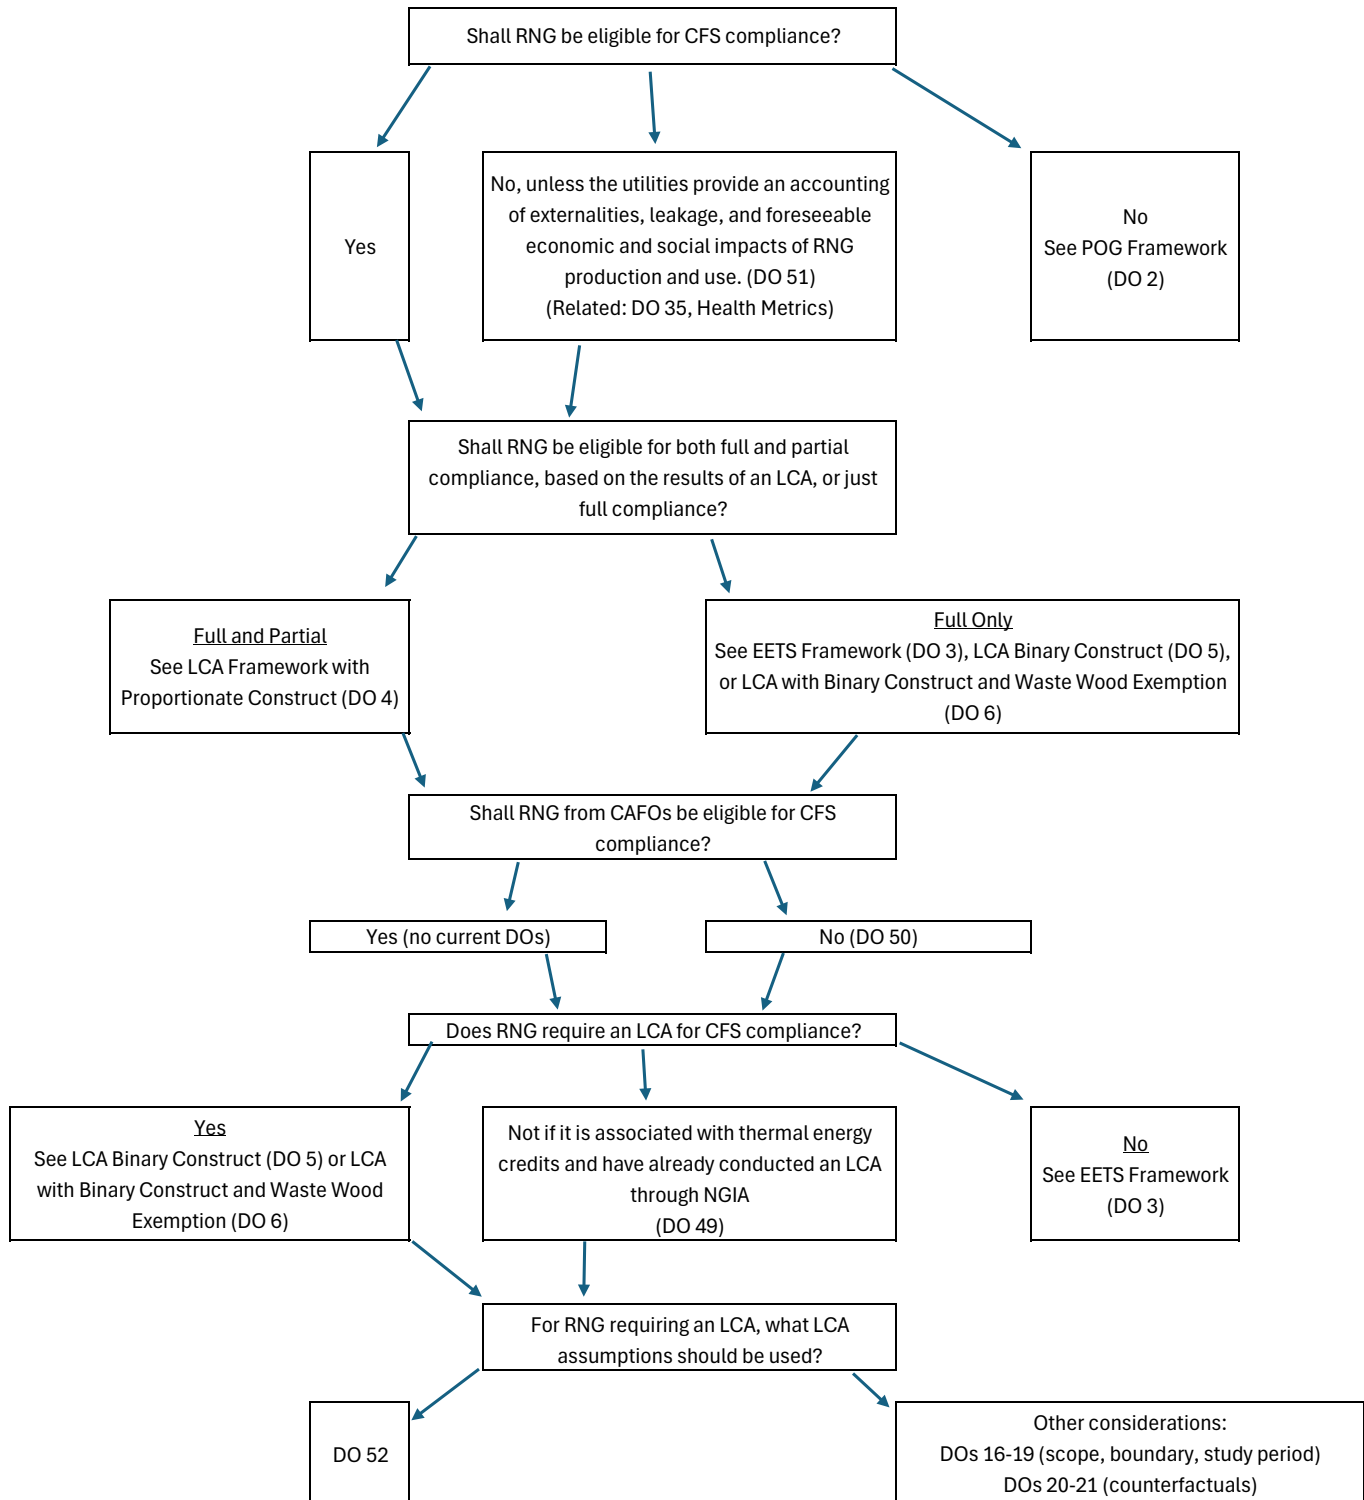 Shall RNG be eligible for CFS compliance?
Yes
No, unless the utilities provide an accounting
of externalities, leakage, and foreseeable
economic and social impacts of RNG
production and use. (DO 51)
(Related: DO 35, Health Metrics)
No
See POG Framework
(DO 2)
Shall RNG be eligible for both full and partial
compliance, based on the results of an LCA, or just
full compliance?
Full and Partial
See LCA Framework with
Proportionate Construct (DO 4)
Full Only
See EETS Framework (DO 3), LCA Binary Construct (DO 5),
or LCA with Binary Construct and Waste Wood Exemption
(DO 6)
Shall RNG from CAFOs be eligible for CFS
compliance?
Yes (no current DOs)
No (DO 50)
Does RNG require an LCA for CFS compliance?
Yes
See LCA Binary Construct (DO 5) or LCA
with Binary Construct and Waste Wood
Exemption (DO 6)
Not if it is associated with thermal energy
credits and have already conducted an LCA
through NGIA
(DO 49)
No
See EETS Framework
(DO 3)
For RNG requiring an LCA, what LCA
assumptions should be used?
DO 52
Other considerations:
DOs 16-19 (scope, boundary, study period)
DOs 20-21 (counterfactuals)